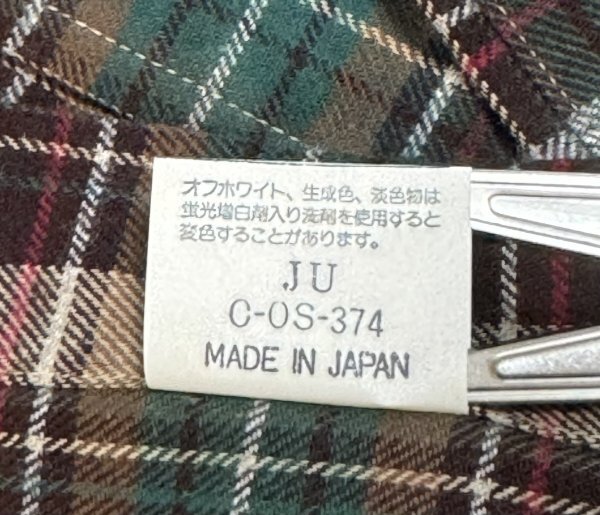 オフホワイト、生成色、淡色物は
蛍光増白剤入り洗剤を使用すると
変色することがあります。
JU
C-OS-374
MADE IN JAPAN